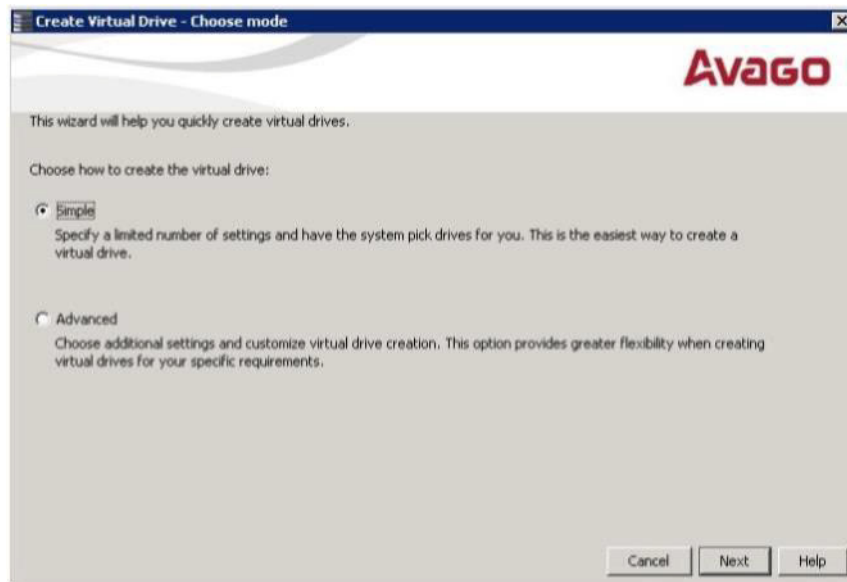 Create Virtual Drive - Choose mode
AVAGO
This wizard will help you quickly create virtual drives.
Choose how to create the virtual drive:
Simple
Specify a limited number of settings and have the system pick drives for you. This is the easiest way to create a
virtual drive.
Advanced
Choose additional settings and customize virtual drive creation. This option provides greater flexibility when creating
virtual drives for your specific requirements.
Cancel Next Help